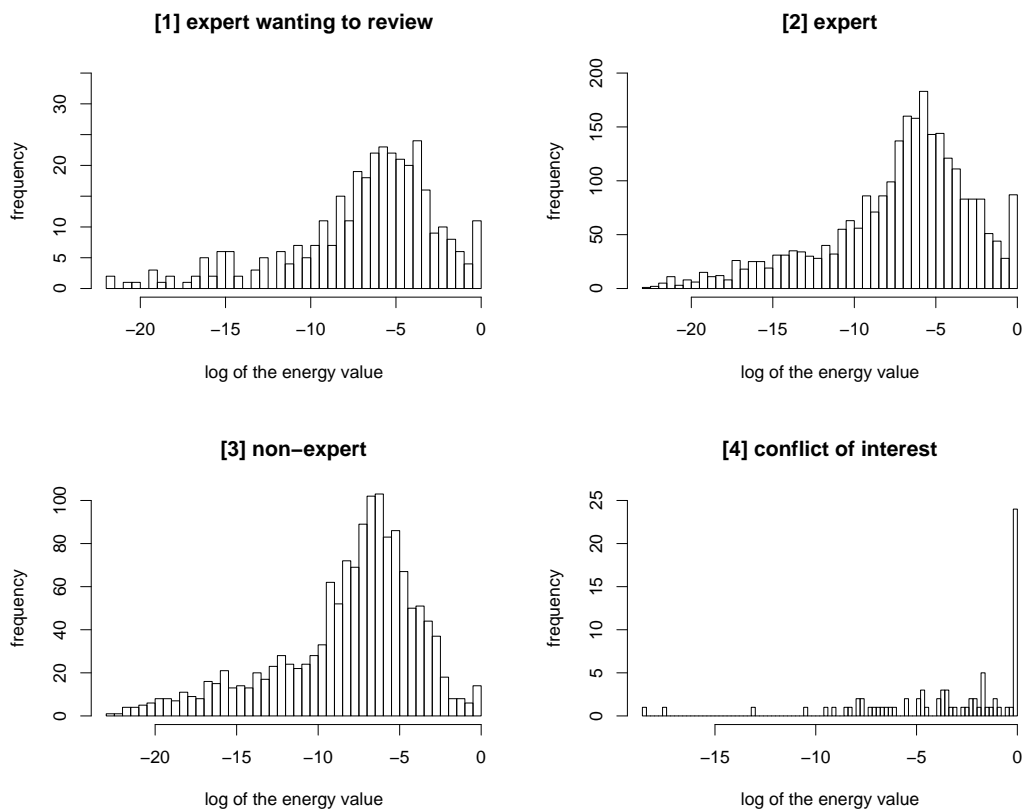 [1] expert wanting to review
frequency
0 5 10 20 30
−20 −15 −10 −5 0
log of the energy value
[2] expert
frequency
0 50 100 150 200
−20 −15 −10 −5 0
log of the energy value
[3] non−expert
frequency
0 20 40 60 80 100
−20 −15 −10 −5 0
log of the energy value
[4] conflict of interest
frequency
0 5 10 15 20 25
−15 −10 −5 0
log of the energy value